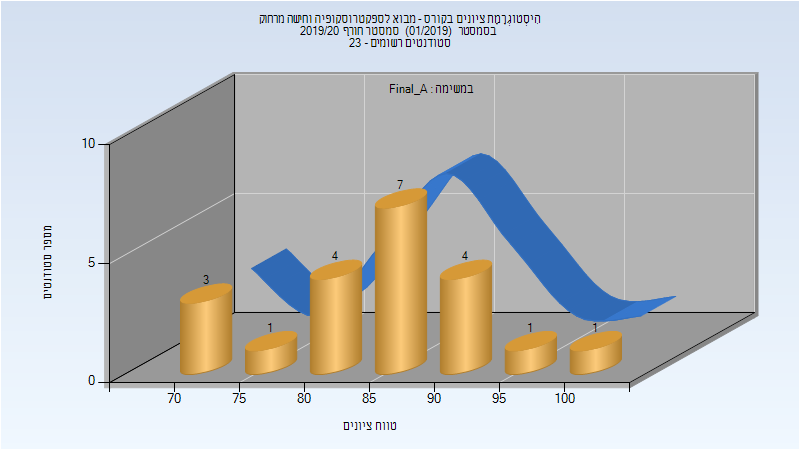 הִיסְטוֹגְרַמַּת ציונים בקורס - מבוא לספקטרוסקופיה וחישה מרחוק
בסמסטר (01/2019) סמסטר חורף 2019/20
סטודנטים רשומים - 23
במשימה : Final_A
מספר סטודנטים
10
5
0
3
1
4
7
4
1
1
70
75
80
85
90
95
100
טווח ציונים